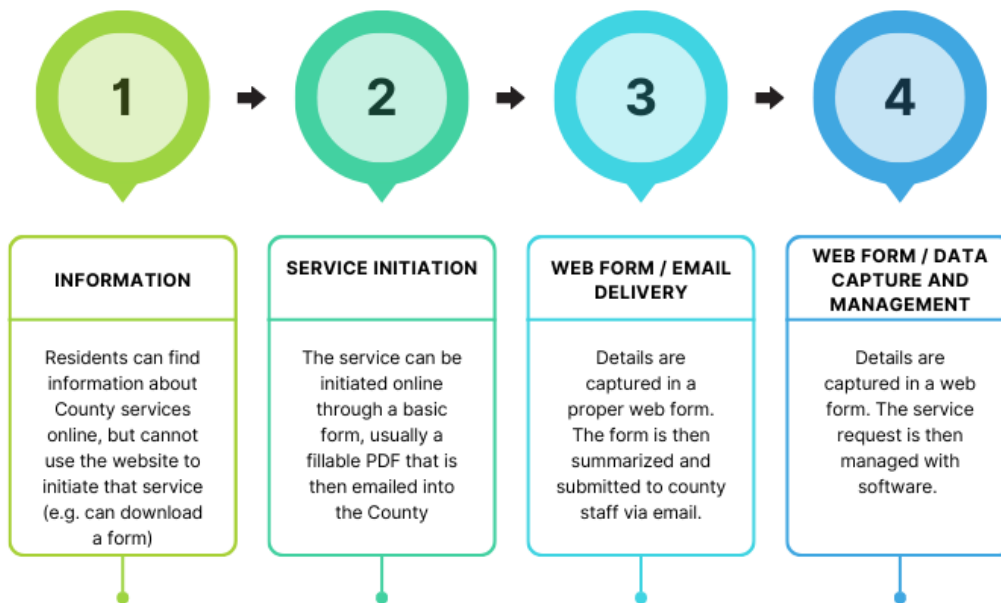 1
2
3
4
INFORMATION
Residents can find
information about
County services
online, but cannot
use the website to
initiate that service
(e.g. can download
a form)
SERVICE INITIATION
The service can be
initiated online
through a basic
form, usually a
fillable PDF that is
then emailed into
the County
WEB FORM / EMAIL
DELIVERY
Details are
captured in a
proper web form.
The form is then
summarized and
submitted to county
staff via email.
WEB FORM / DATA
CAPTURE AND
MANAGEMENT
Details are
captured in a web
form. The service
request is then
managed with
software.